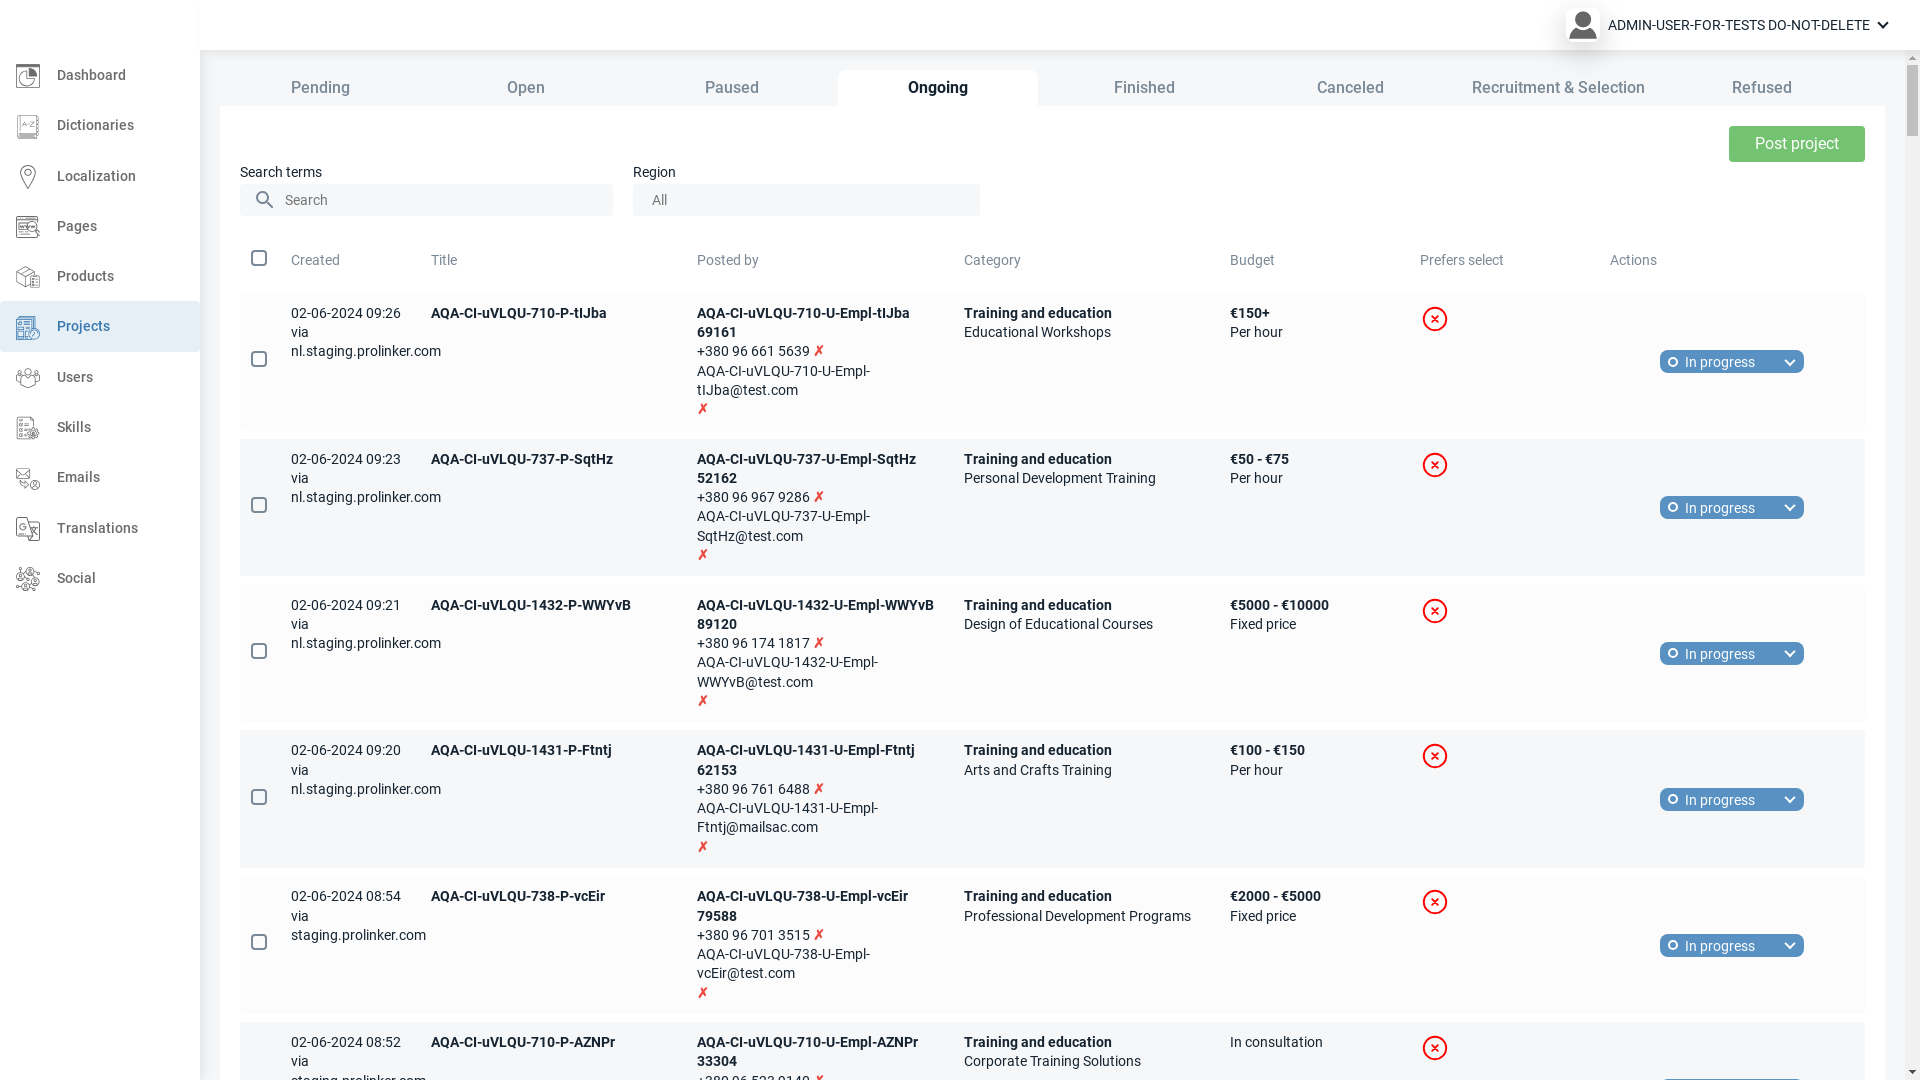 ADMIN-USER-FOR-TESTS DO-NOT-DELETE
Dashboard
Dictionaries
Localization
Pages
Products
Projects
Users
Skills
Emails
Translations
Social
Pending Open Paused Ongoing Finished Canceled Recruitment & Selection Refused
Post project
Search terms Region
Search All
Created Title Posted by Category Budget Prefers select Actions
02-06-2024 09:26 AQA-CI-uVLQU-710-P-tIJba AQA-CI-uVLQU-710-U-Empl-tIJba Training and education €150+
via 69161 Educational Workshops Per hour
nl.staging.prolinker.com +380 96 661 5639 ✗
In progress
AQA-CI-uVLQU-710-U-Empl-
tIJba@test.com
✗
02-06-2024 09:23 AQA-CI-uVLQU-737-P-SqtHz AQA-CI-uVLQU-737-U-Empl-SqtHz Training and education €50 - €75
via 52162 Personal Development Training Per hour
nl.staging.prolinker.com +380 96 967 9286 ✗
In progress
AQA-CI-uVLQU-737-U-Empl-
SqtHz@test.com
✗
02-06-2024 09:21 AQA-CI-uVLQU-1432-P-WWYvB AQA-CI-uVLQU-1432-U-Empl-WWYvB Training and education €5000 - €10000
via 89120 Design of Educational Courses Fixed price
nl.staging.prolinker.com +380 96 174 1817 ✗
In progress
AQA-CI-uVLQU-1432-U-Empl-
WWYvB@test.com
✗
02-06-2024 09:20 AQA-CI-uVLQU-1431-P-Ftntj AQA-CI-uVLQU-1431-U-Empl-Ftntj Training and education €100 - €150
via 62153 Arts and Crafts Training Per hour
nl.staging.prolinker.com +380 96 761 6488 ✗
In progress
AQA-CI-uVLQU-1431-U-Empl-
Ftntj@mailsac.com
✗
02-06-2024 08:54 AQA-CI-uVLQU-738-P-vcEir AQA-CI-uVLQU-738-U-Empl-vcEir Training and education €2000 - €5000
via 79588 Professional Development Programs Fixed price
staging.prolinker.com +380 96 701 3515 ✗
In progress
AQA-CI-uVLQU-738-U-Empl-
vcEir@test.com
✗
02-06-2024 08:52 AQA-CI-uVLQU-710-P-AZNPr AQA-CI-uVLQU-710-U-Empl-AZNPr Training and education In consultation
via 33304 Corporate Training Solutions